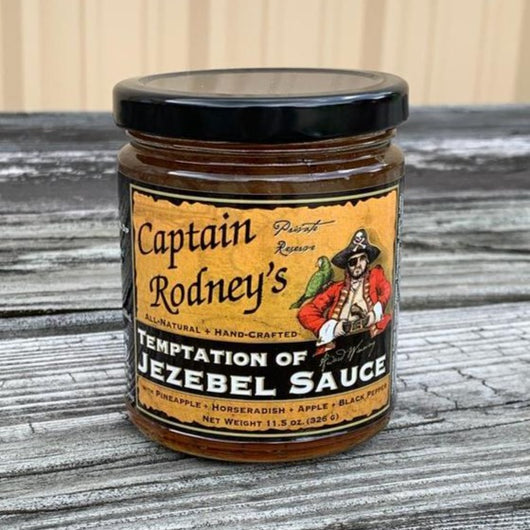 Captain
Private
Reserve
Rodney's
All-Natural + Hand-Crafted
Temptation of
Jezebel Sauce
with Pineapple + Horseradish + Apple + Black Pepper
Net Weight 11.5 oz. (326 g)